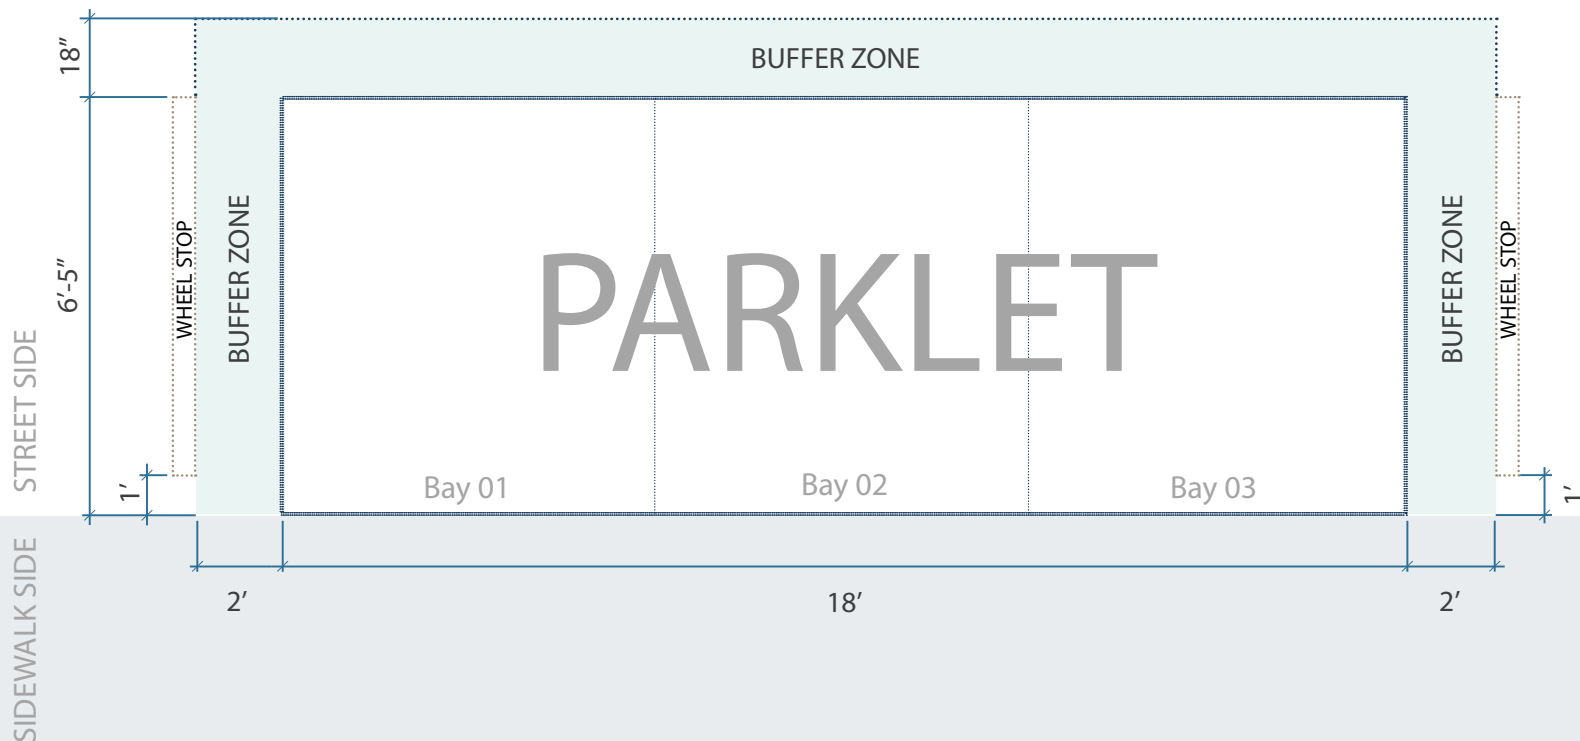 18”
BUFFER ZONE
6’-5”
WHEEL STOP
BUFFER ZONE
PARKLET
BUFFER ZONE
WHEEL STOP
STREET SIDE
1’
Bay 01
Bay 02
Bay 03
1’
SIDEWALK SIDE
2’
18’
2’